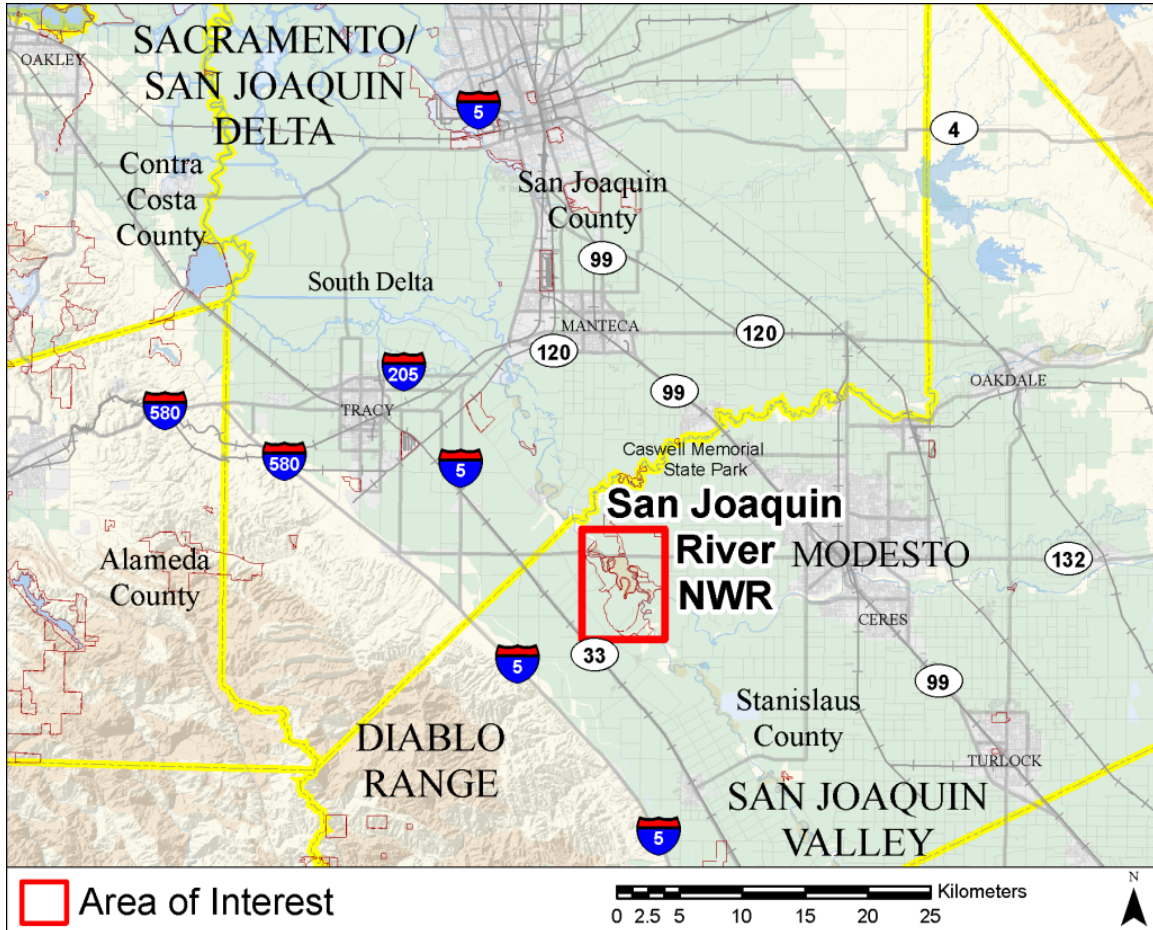 SACRAMENTO/
SAN JOAQUIN
DELTA
OAKLEY
5
4
Contra
Costa
County
San Joaquin
County
99
South Delta
MANTECA
120
120
205
OAKDALE
580
TRACY
99
580
5
Caswell Memorial
State Park
San Joaquin
River
NWR
MODESTO
132
Alameda
County
CERES
33
5
99
Stanislaus
County
DIABLO
RANGE
TURLOCK
SAN JOAQUIN
VALLEY
5
Area of Interest
Kilometers
0 2.5 5 10 15 20 25
N